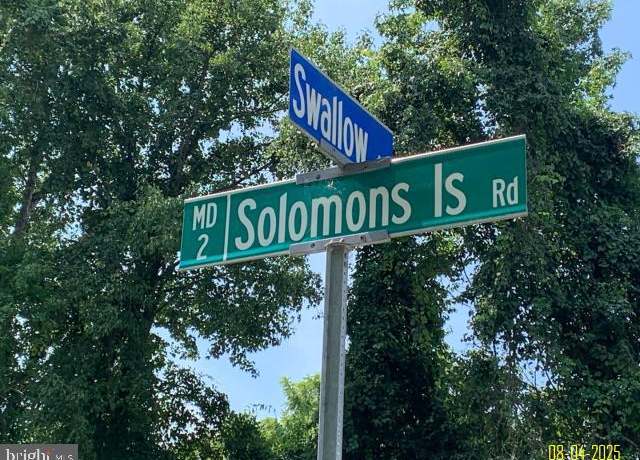 Swallow
MD 2 Solomons Is Rd
bright MLS
08-04-2025